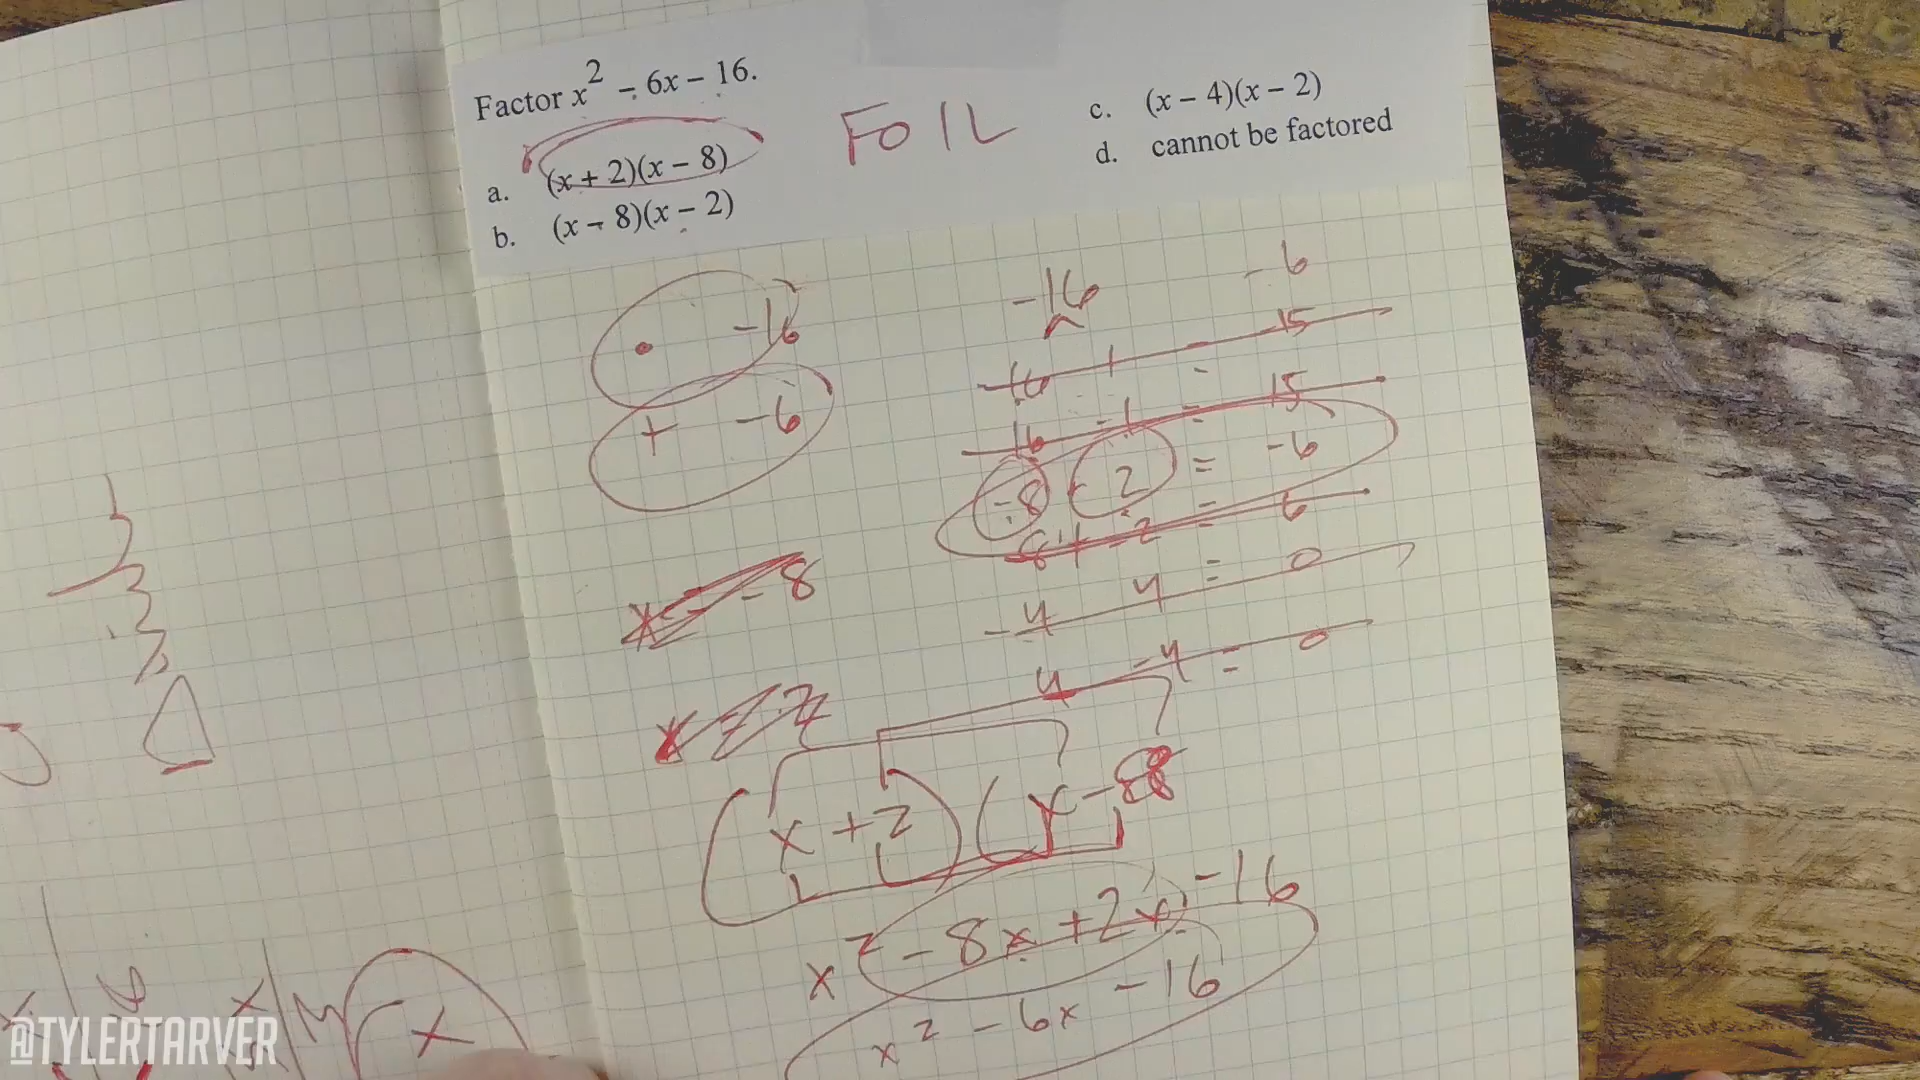 Factor x² – 6x – 16.
a. (x + 2)(x – 8)
b. (x – 8)(x – 2)
c. (x – 4)(x – 2)
d. cannot be factored
FOIL
• -16
+ -6
-16 -6
-16 1 = -15
16 -1 = 15
-8 2 = -6
8 + -2 = 6
-4 4 = 0
4 -4 = 0
x = -8
(x + 2)(x - 8
x² - 8x + 2x - 16
x² - 6x - 16
@TYLERTARVER